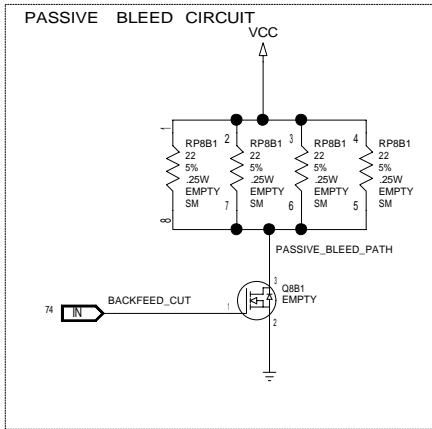 PASSIVE BLEED CIRCUIT
VCC
1 2 3 4
RP8B1 RP8B1 RP8B1 RP8B1
22 22 22 22
5% 5% 5% 5%
.25W .25W .25W .25W
EMPTY EMPTY EMPTY EMPTY
SM SM SM SM
8 7 6 5
PASSIVE_BLEED_PATH
3
Q8B1
EMPTY
74 IN BACKFEED_CUT 1
2